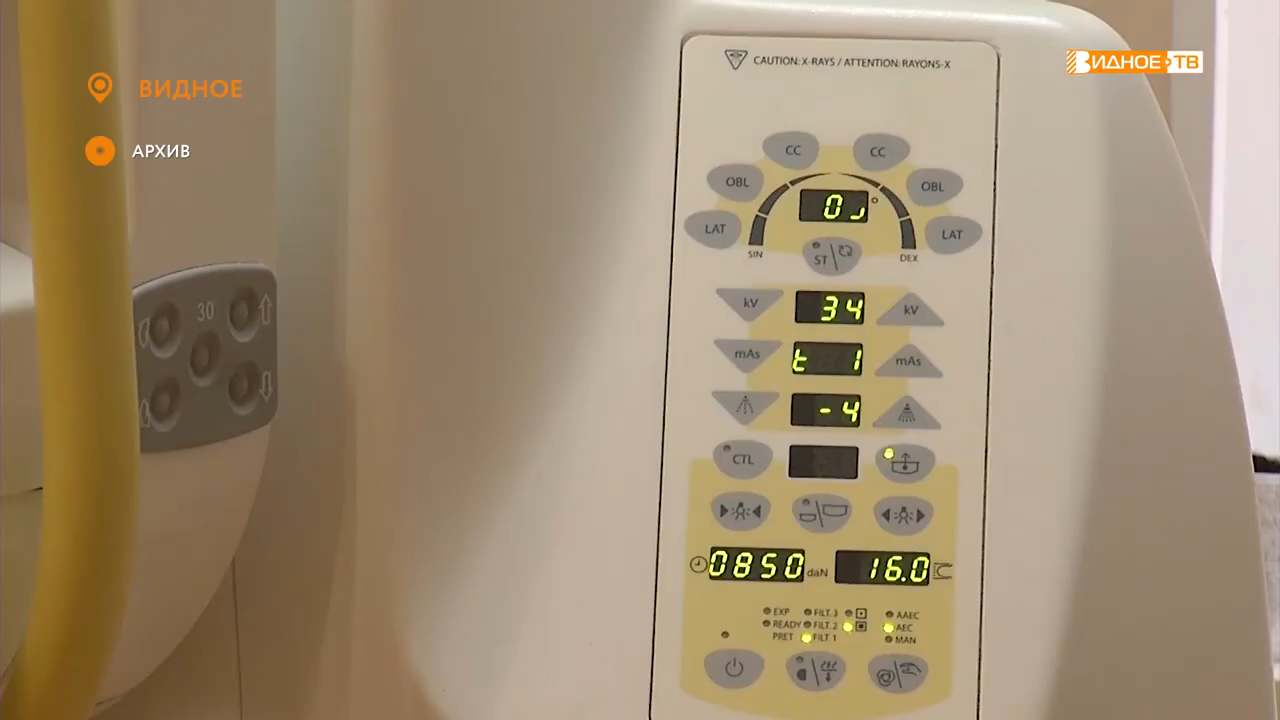 ВИДНОЕ
АРХИВ
ВИДНОЕ ТВ
CAUTION: X-RAYS / ATTENTION: RAYONS-X
CC CC
OBL OBL
LAT LAT
SIN DEX
ST
kV 34 kV
mAs t 1 mAs
-4
CTL
0850 daN 16.0
EXP FILT. 3 AAEC
READY FILT. 2 AEC
PRET FILT. 1 MAN
30